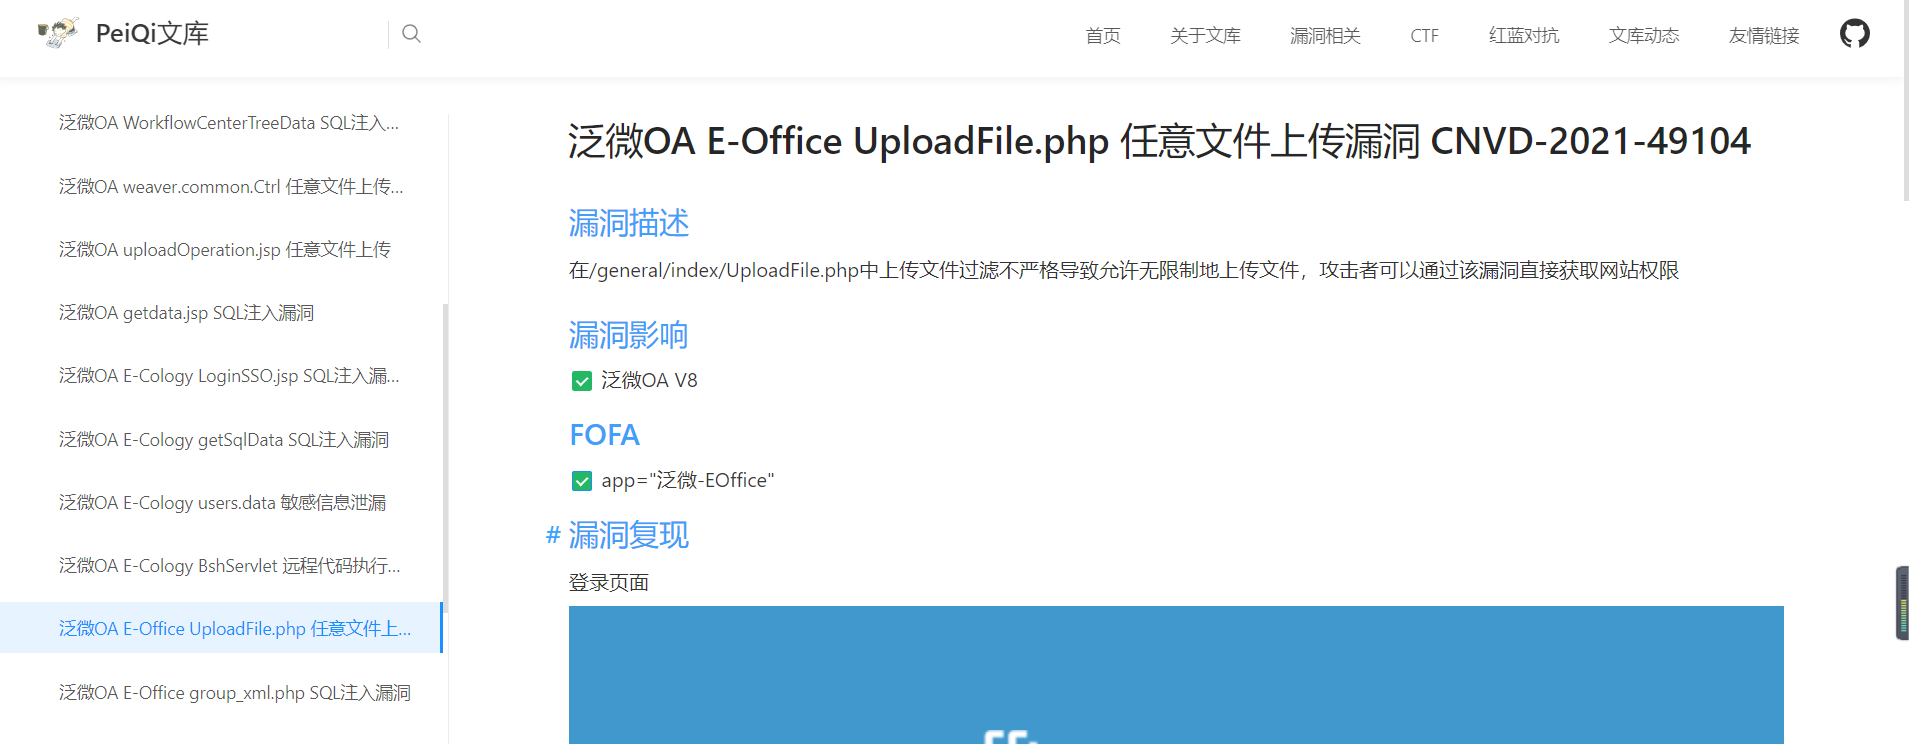 PeiQi文库
首页 关于文库 漏洞相关 CTF 红蓝对抗 文库动态 友情链接
泛微OA WorkflowCenterTreeData SQL注入...
泛微OA weaver.common.Ctrl 任意文件上传...
泛微OA uploadOperation.jsp 任意文件上传
泛微OA getdata.jsp SQL注入漏洞
泛微OA E-Cology LoginSSO.jsp SQL注入漏...
泛微OA E-Cology getSqlData SQL注入漏洞
泛微OA E-Cology users.data 敏感信息泄漏
泛微OA E-Cology BshServlet 远程代码执行...
泛微OA E-Office UploadFile.php 任意文件上...
泛微OA E-Office group_xml.php SQL注入漏洞
泛微OA E-Office UploadFile.php 任意文件上传漏洞 CNVD-2021-49104
漏洞描述
在/general/index/UploadFile.php中上传文件过滤不严格导致允许无限制地上传文件，攻击者可以通过该漏洞直接获取网站权限
漏洞影响
✅ 泛微OA V8
FOFA
✅ app="泛微-EOffice"
# 漏洞复现
登录页面